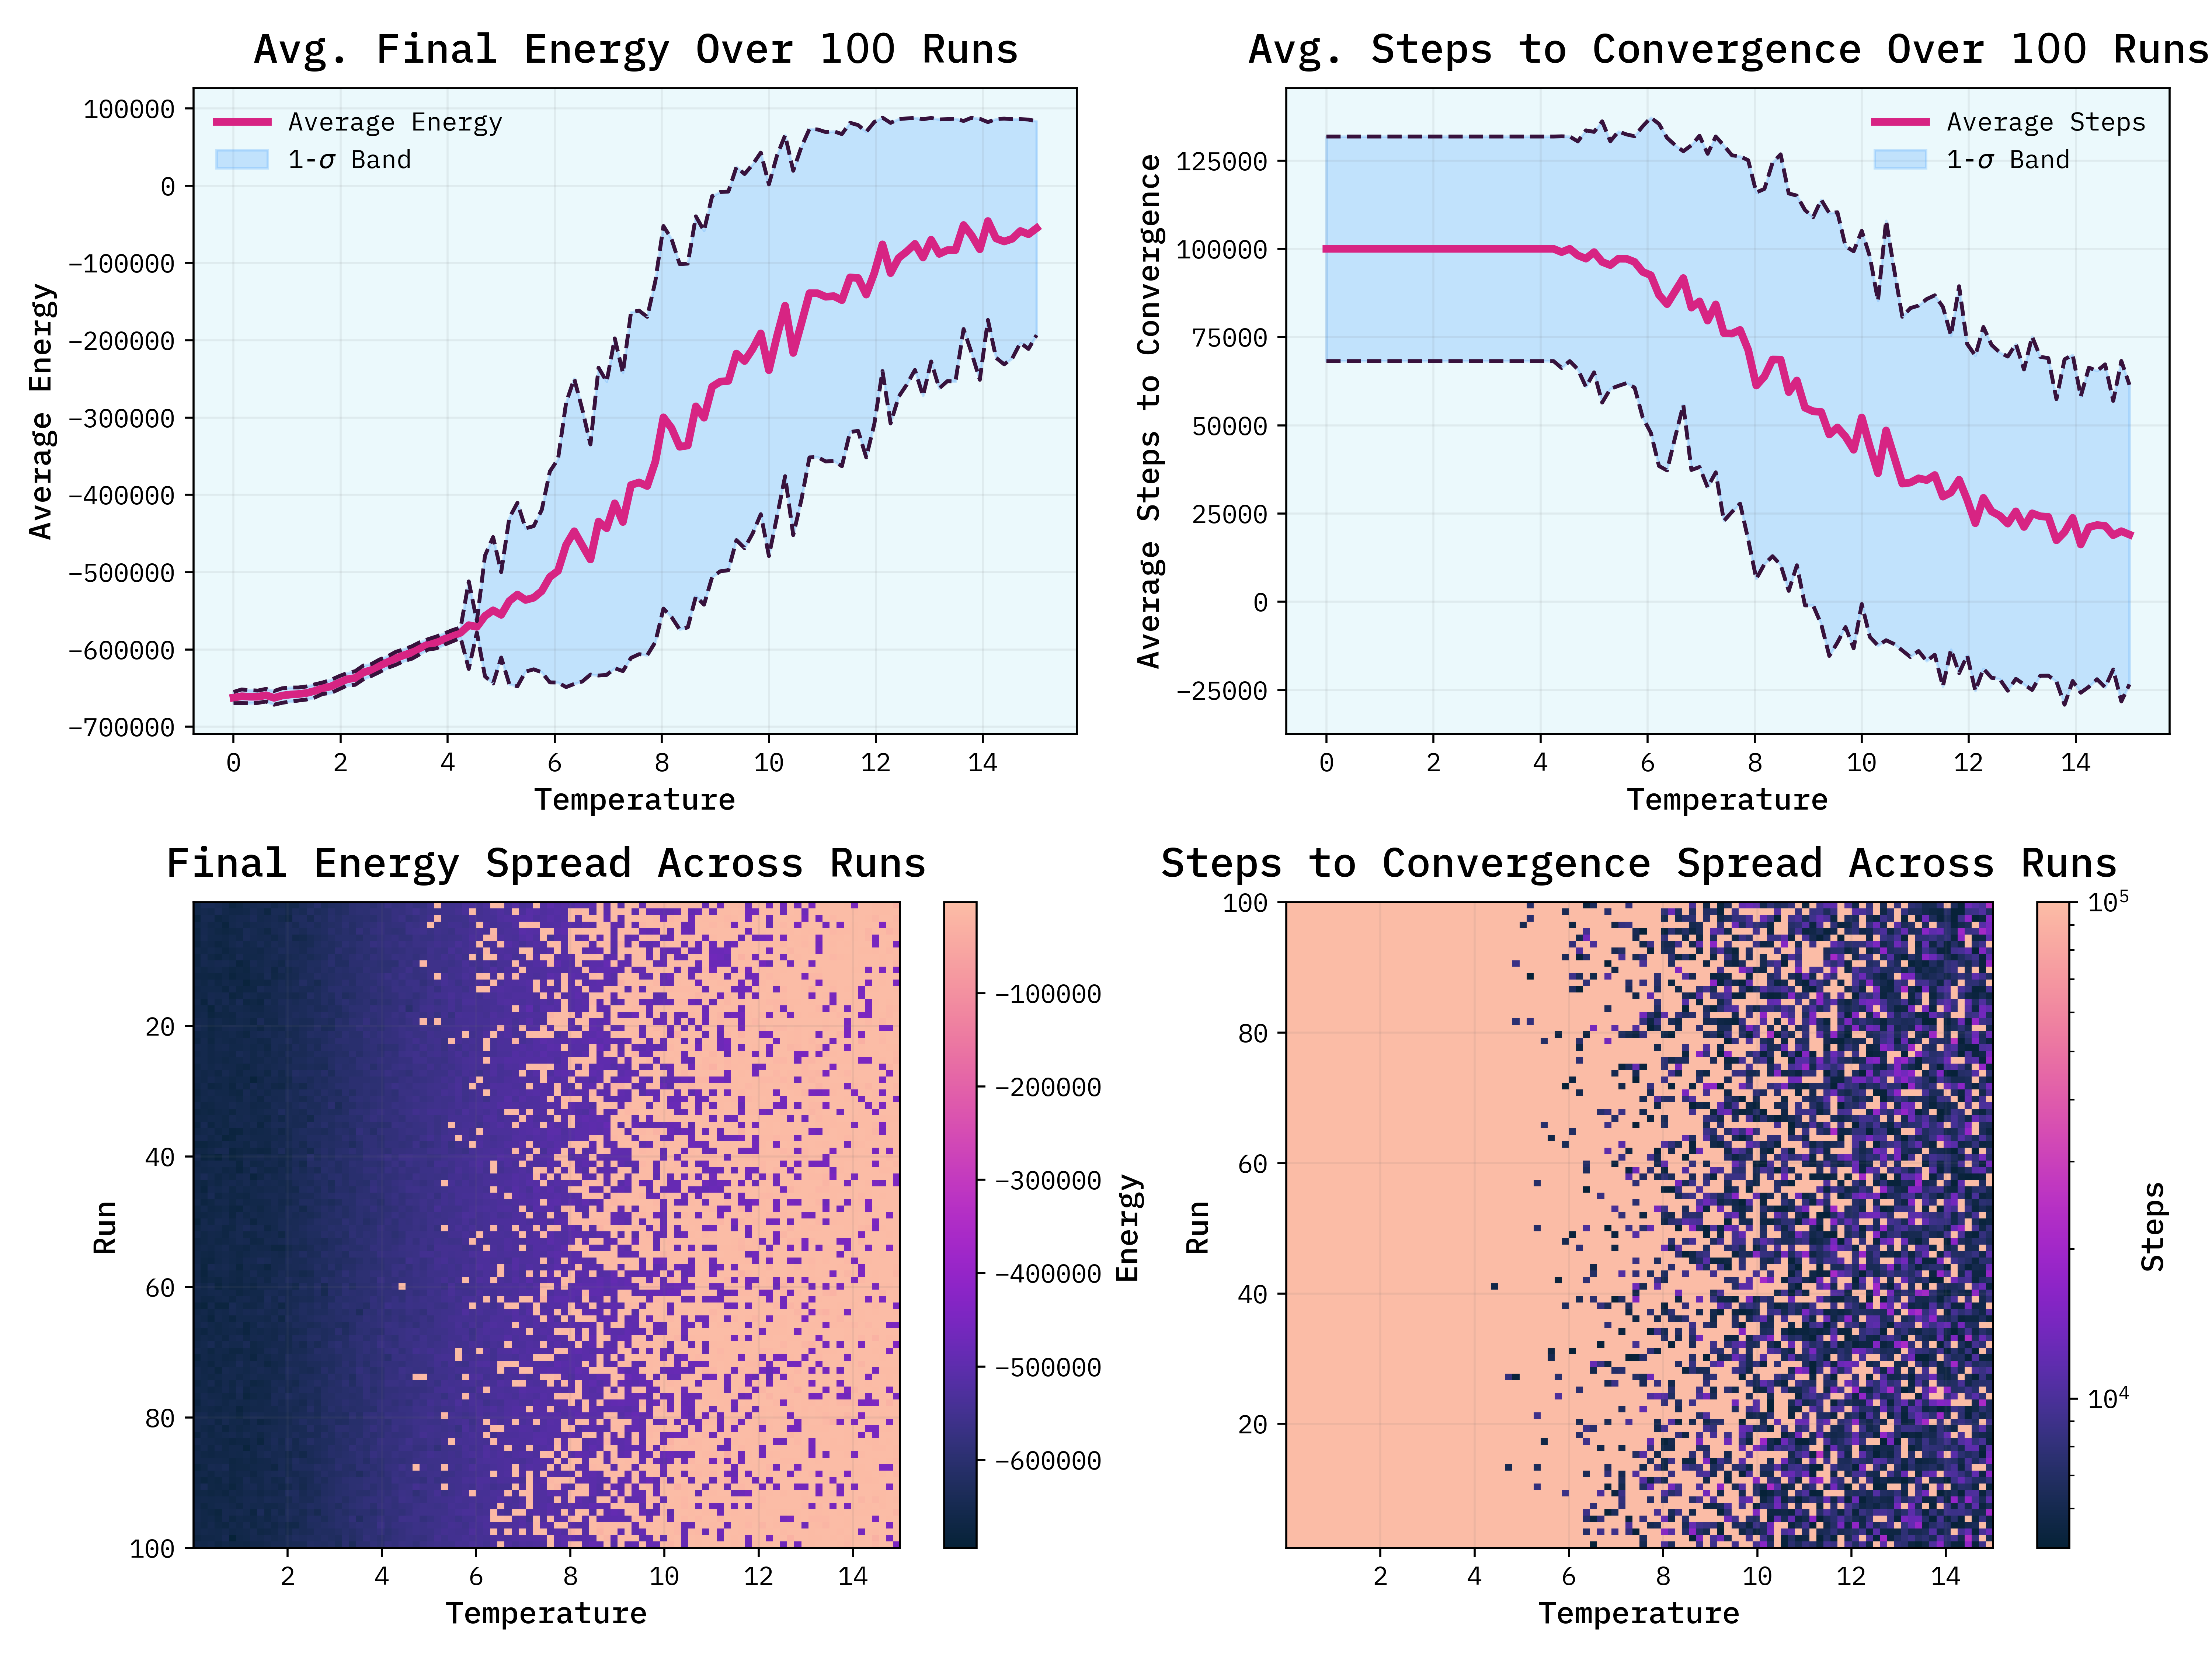 Avg. Final Energy Over 100 Runs
100000
0
−100000
−200000
−300000
−400000
−500000
−600000
−700000
Average Energy
Average Energy
1-σ Band
0 2 4 6 8 10 12 14
Temperature
Avg. Steps to Convergence Over 100 Runs
125000
100000
75000
50000
25000
0
−25000
Average Steps to Convergence
Average Steps
1-σ Band
0 2 4 6 8 10 12 14
Temperature
Final Energy Spread Across Runs
20
40
60
80
100
Run
2 4 6 8 10 12 14
Temperature
−100000
−200000
−300000
−400000
−500000
−600000
Energy
Steps to Convergence Spread Across Runs
100
80
60
40
20
Run
2 4 6 8 10 12 14
Temperature
10⁵
10⁴
Steps